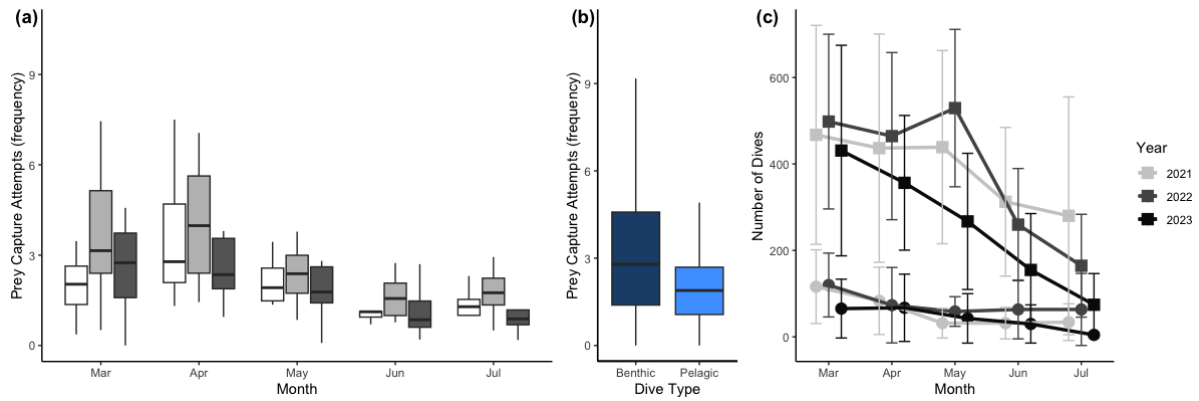 (a)
Prey Capture Attempts (frequency)
9
6
3
0
Mar Apr May Jun Jul
Month
(b)
Prey Capture Attempts (frequency)
9
6
3
0
Benthic Pelagic
Dive Type
(c)
Number of Dives
600
400
200
0
Mar Apr May Jun Jul
Month
Year
2021
2022
2023